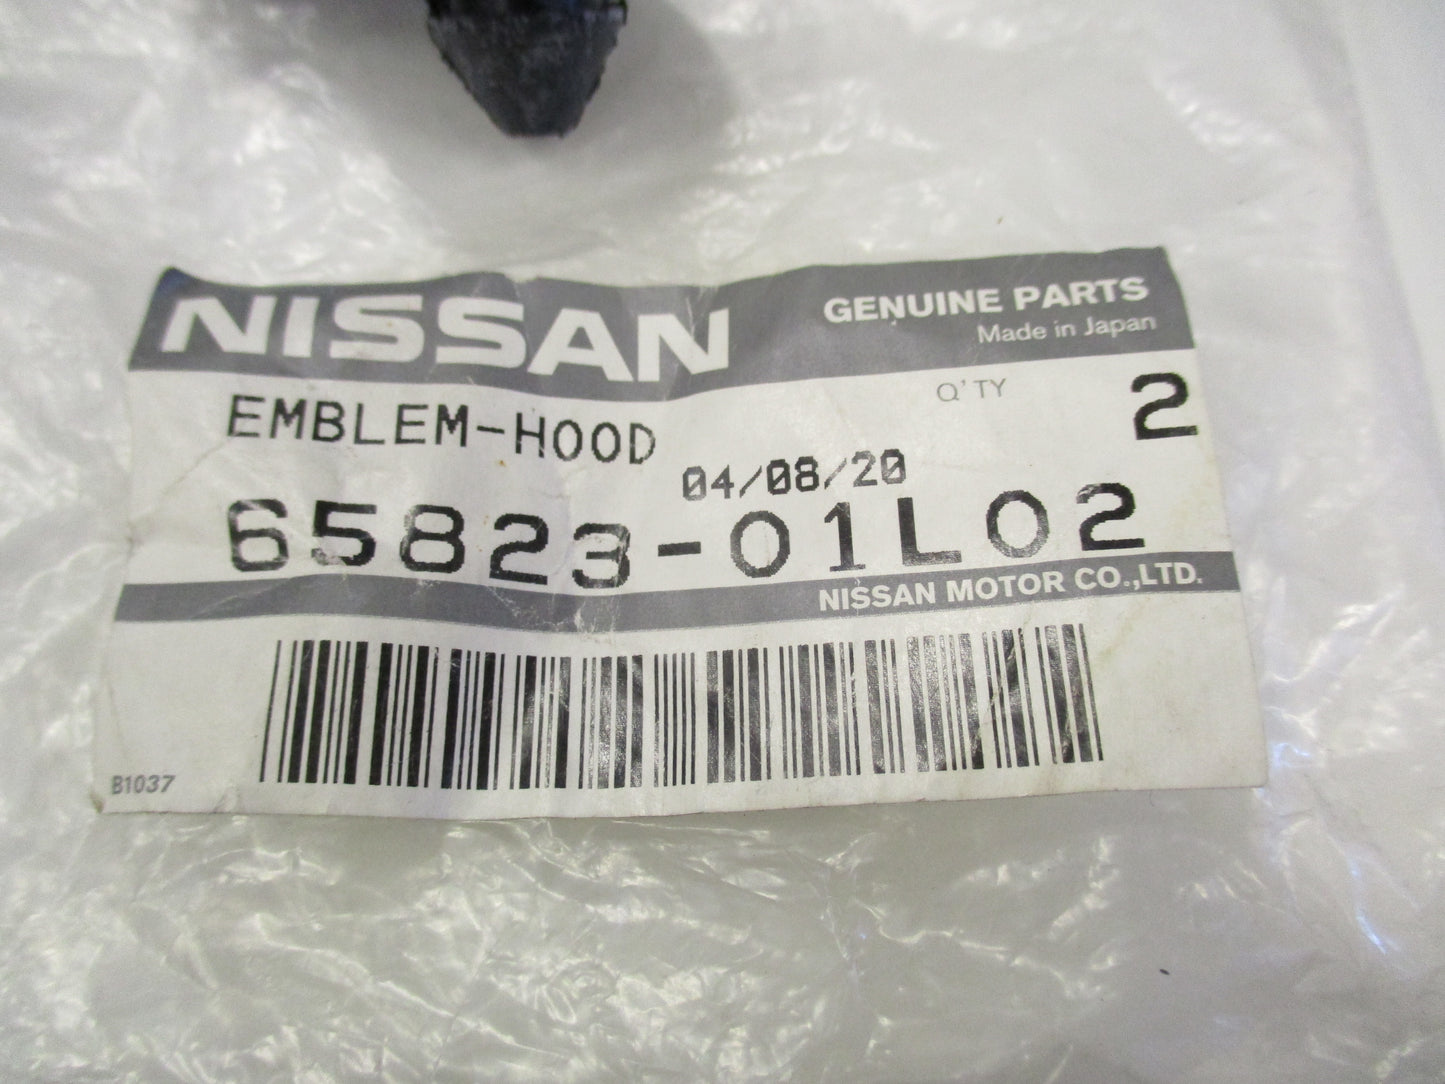 NISSAN
GENUINE PARTS
Made in Japan
Q'TY 2
EMBLEM-HOOD
04/08/20
65823-01L02
NISSAN MOTOR CO.,LTD.
B1037